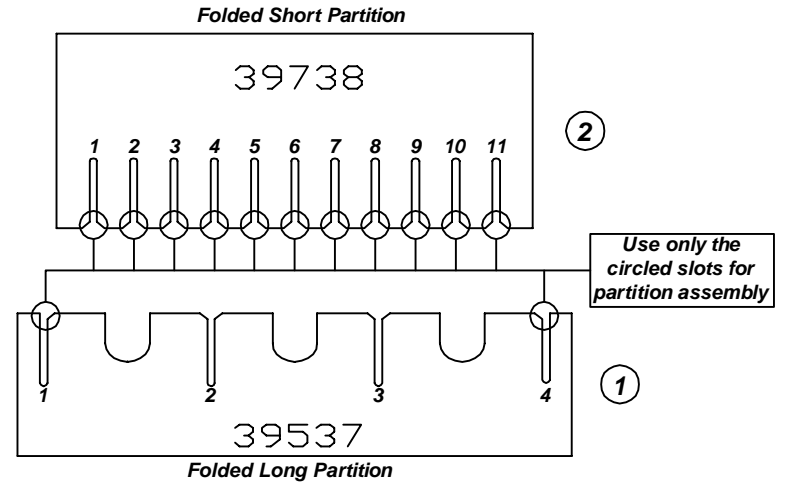 Folded Short Partition
39738
1 2 3 4 5 6 7 8 9 10 11
2
Use only the
circled slots for
partition assembly
1 2 3 4
1
39537
Folded Long Partition